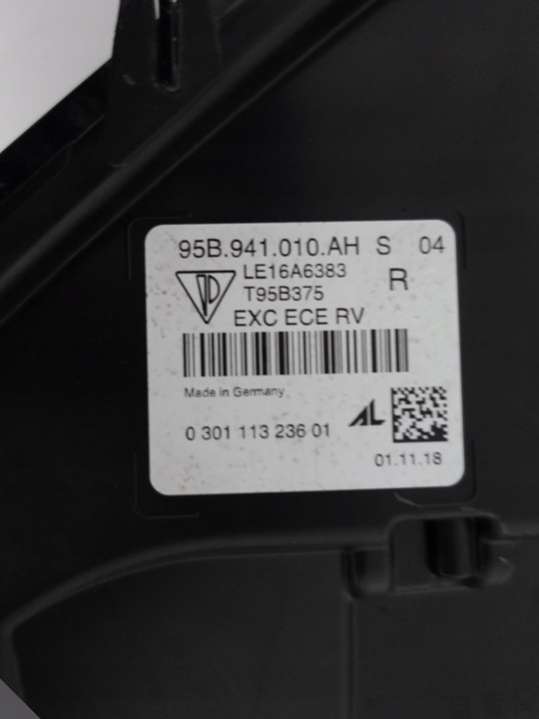 95B.941.010.AH S 04
LE16A6383
T95B375
R
EXC ECE RV
Made in Germany
AL
0 301 113 236 01
01.11.18